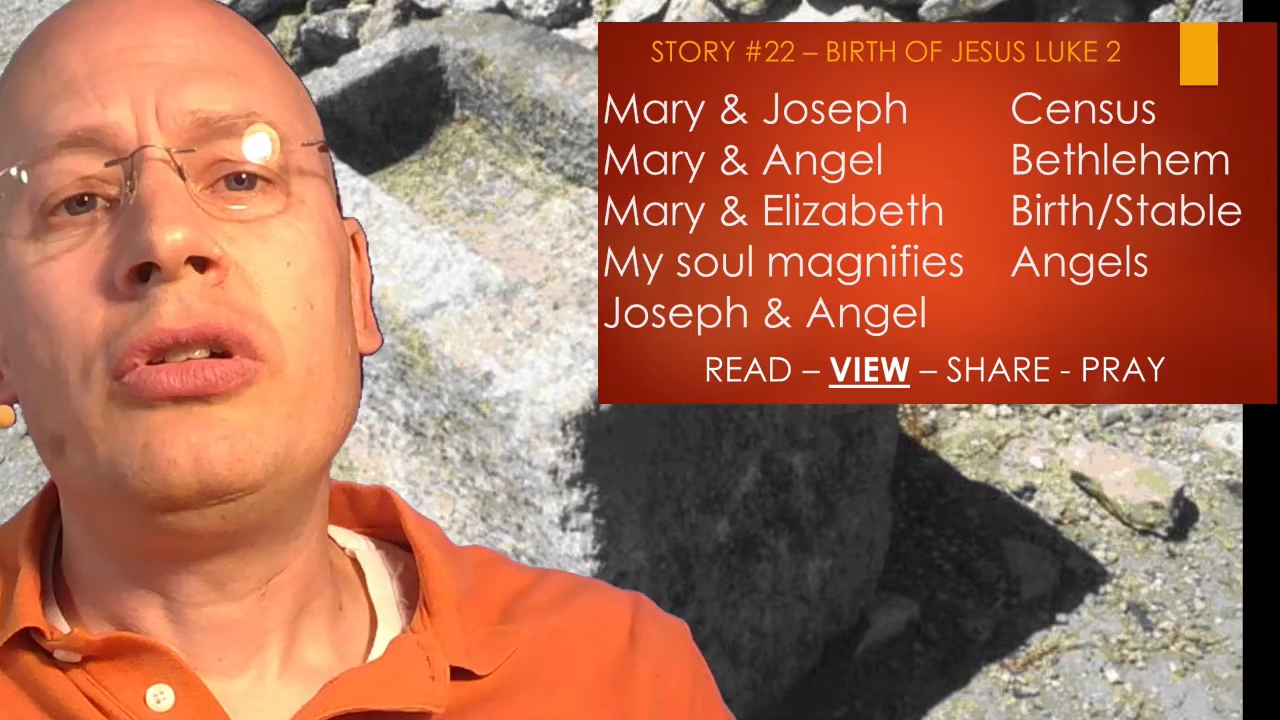 STORY #22 – BIRTH OF JESUS LUKE 2
Mary & Joseph
Mary & Angel
Mary & Elizabeth
My soul magnifies
Joseph & Angel
Census
Bethlehem
Birth/Stable
Angels
READ – VIEW – SHARE - PRAY